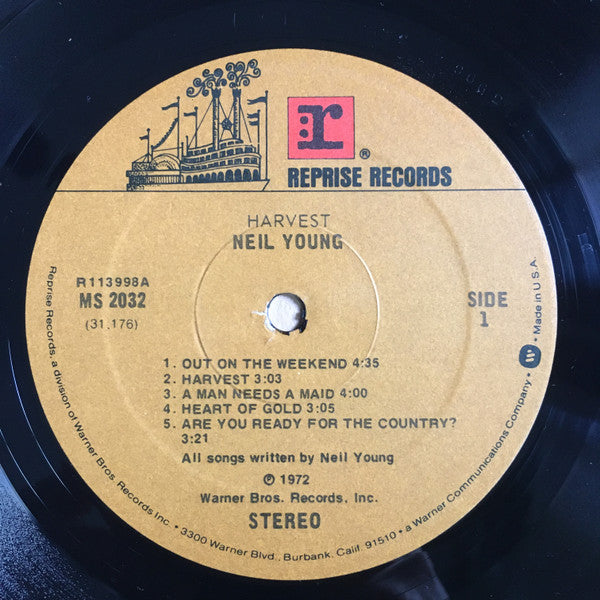 r
®
REPRISE RECORDS
HARVEST
NEIL YOUNG
R113998A
MS 2032
(31,176)
SIDE
1
1. OUT ON THE WEEKEND 4:35
2. HARVEST 3:03
3. A MAN NEEDS A MAID 4:00
4. HEART OF GOLD 3:05
5. ARE YOU READY FOR THE COUNTRY?
3:21
All songs written by Neil Young
℗ 1972
Warner Bros. Records, Inc.
STEREO
Reprise Records, a division of Warner Bros. Records Inc. • 3300 Warner Blvd., Burbank, Calif. 91510 • a Warner Communications Company. • W • Made in U.S.A.